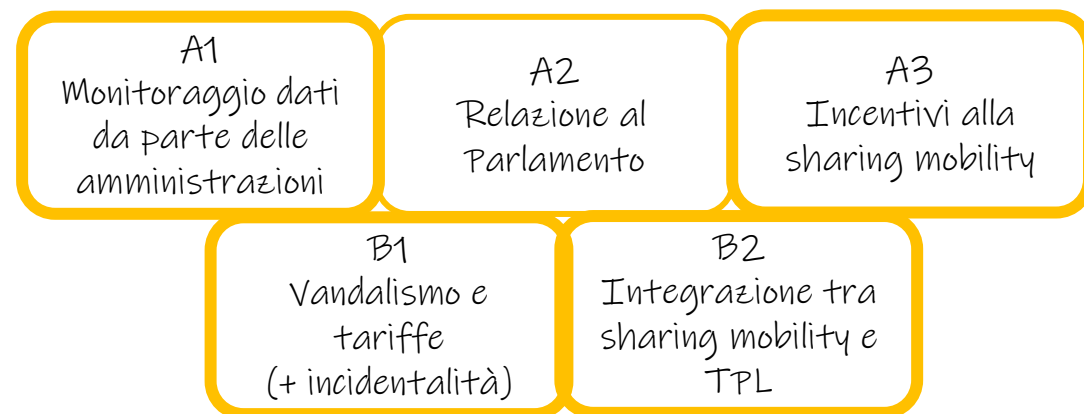 A1
Monitoraggio dati
da parte delle
amministrazioni
A2
Relazione al
Parlamento
A3
Incentivi alla
sharing mobility
B1
Vandalismo e
tariffe
(+ incidentalità)
B2
Integrazione tra
sharing mobility e
TPL